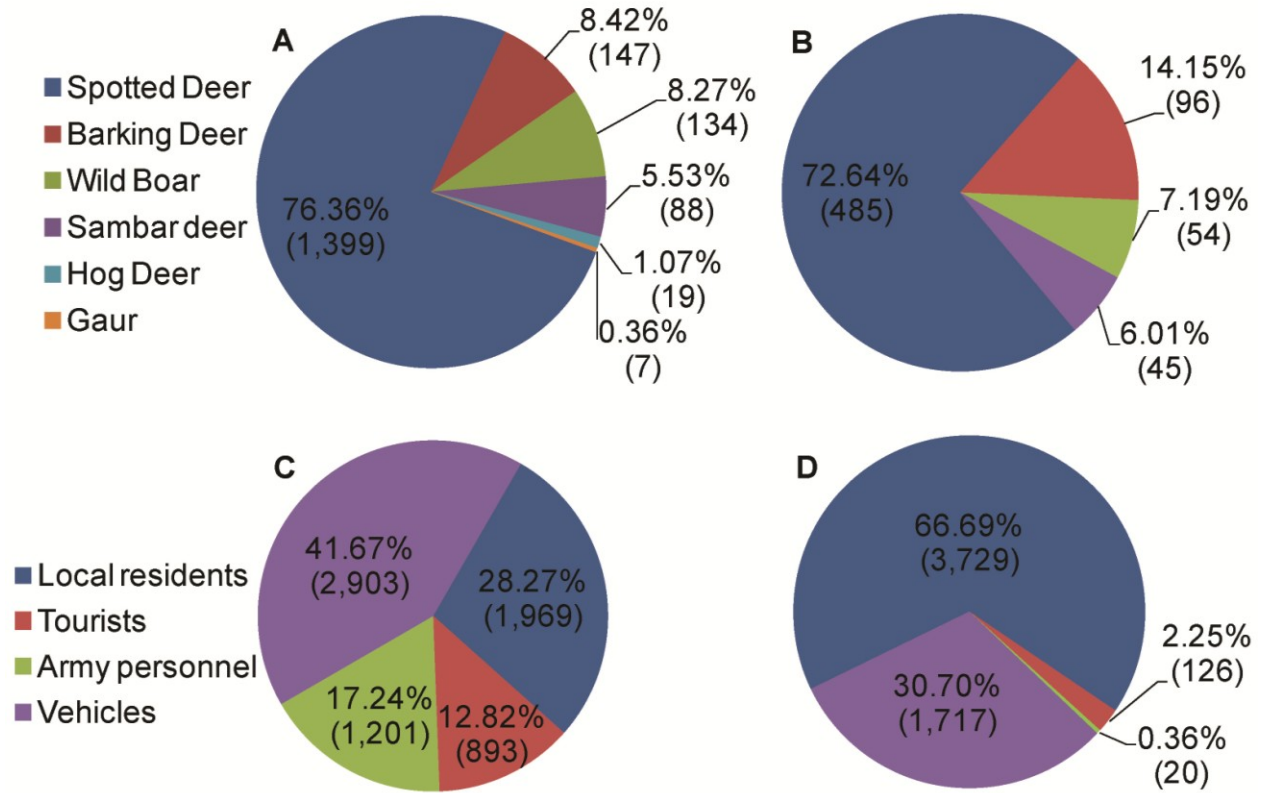 A
8.42%
(147)
8.27%
(134)
5.53%
(88)
1.07%
(19)
0.36%
(7)
76.36%
(1,399)
Spotted Deer
Barking Deer
Wild Boar
Sambar deer
Hog Deer
Gaur
B
14.15%
(96)
7.19%
(54)
6.01%
(45)
72.64%
(485)
C
41.67%
(2,903)
28.27%
(1,969)
17.24%
(1,201)
12.82%
(893)
Local residents
Tourists
Army personnel
Vehicles
D
66.69%
(3,729)
2.25%
(126)
0.36%
(20)
30.70%
(1,717)